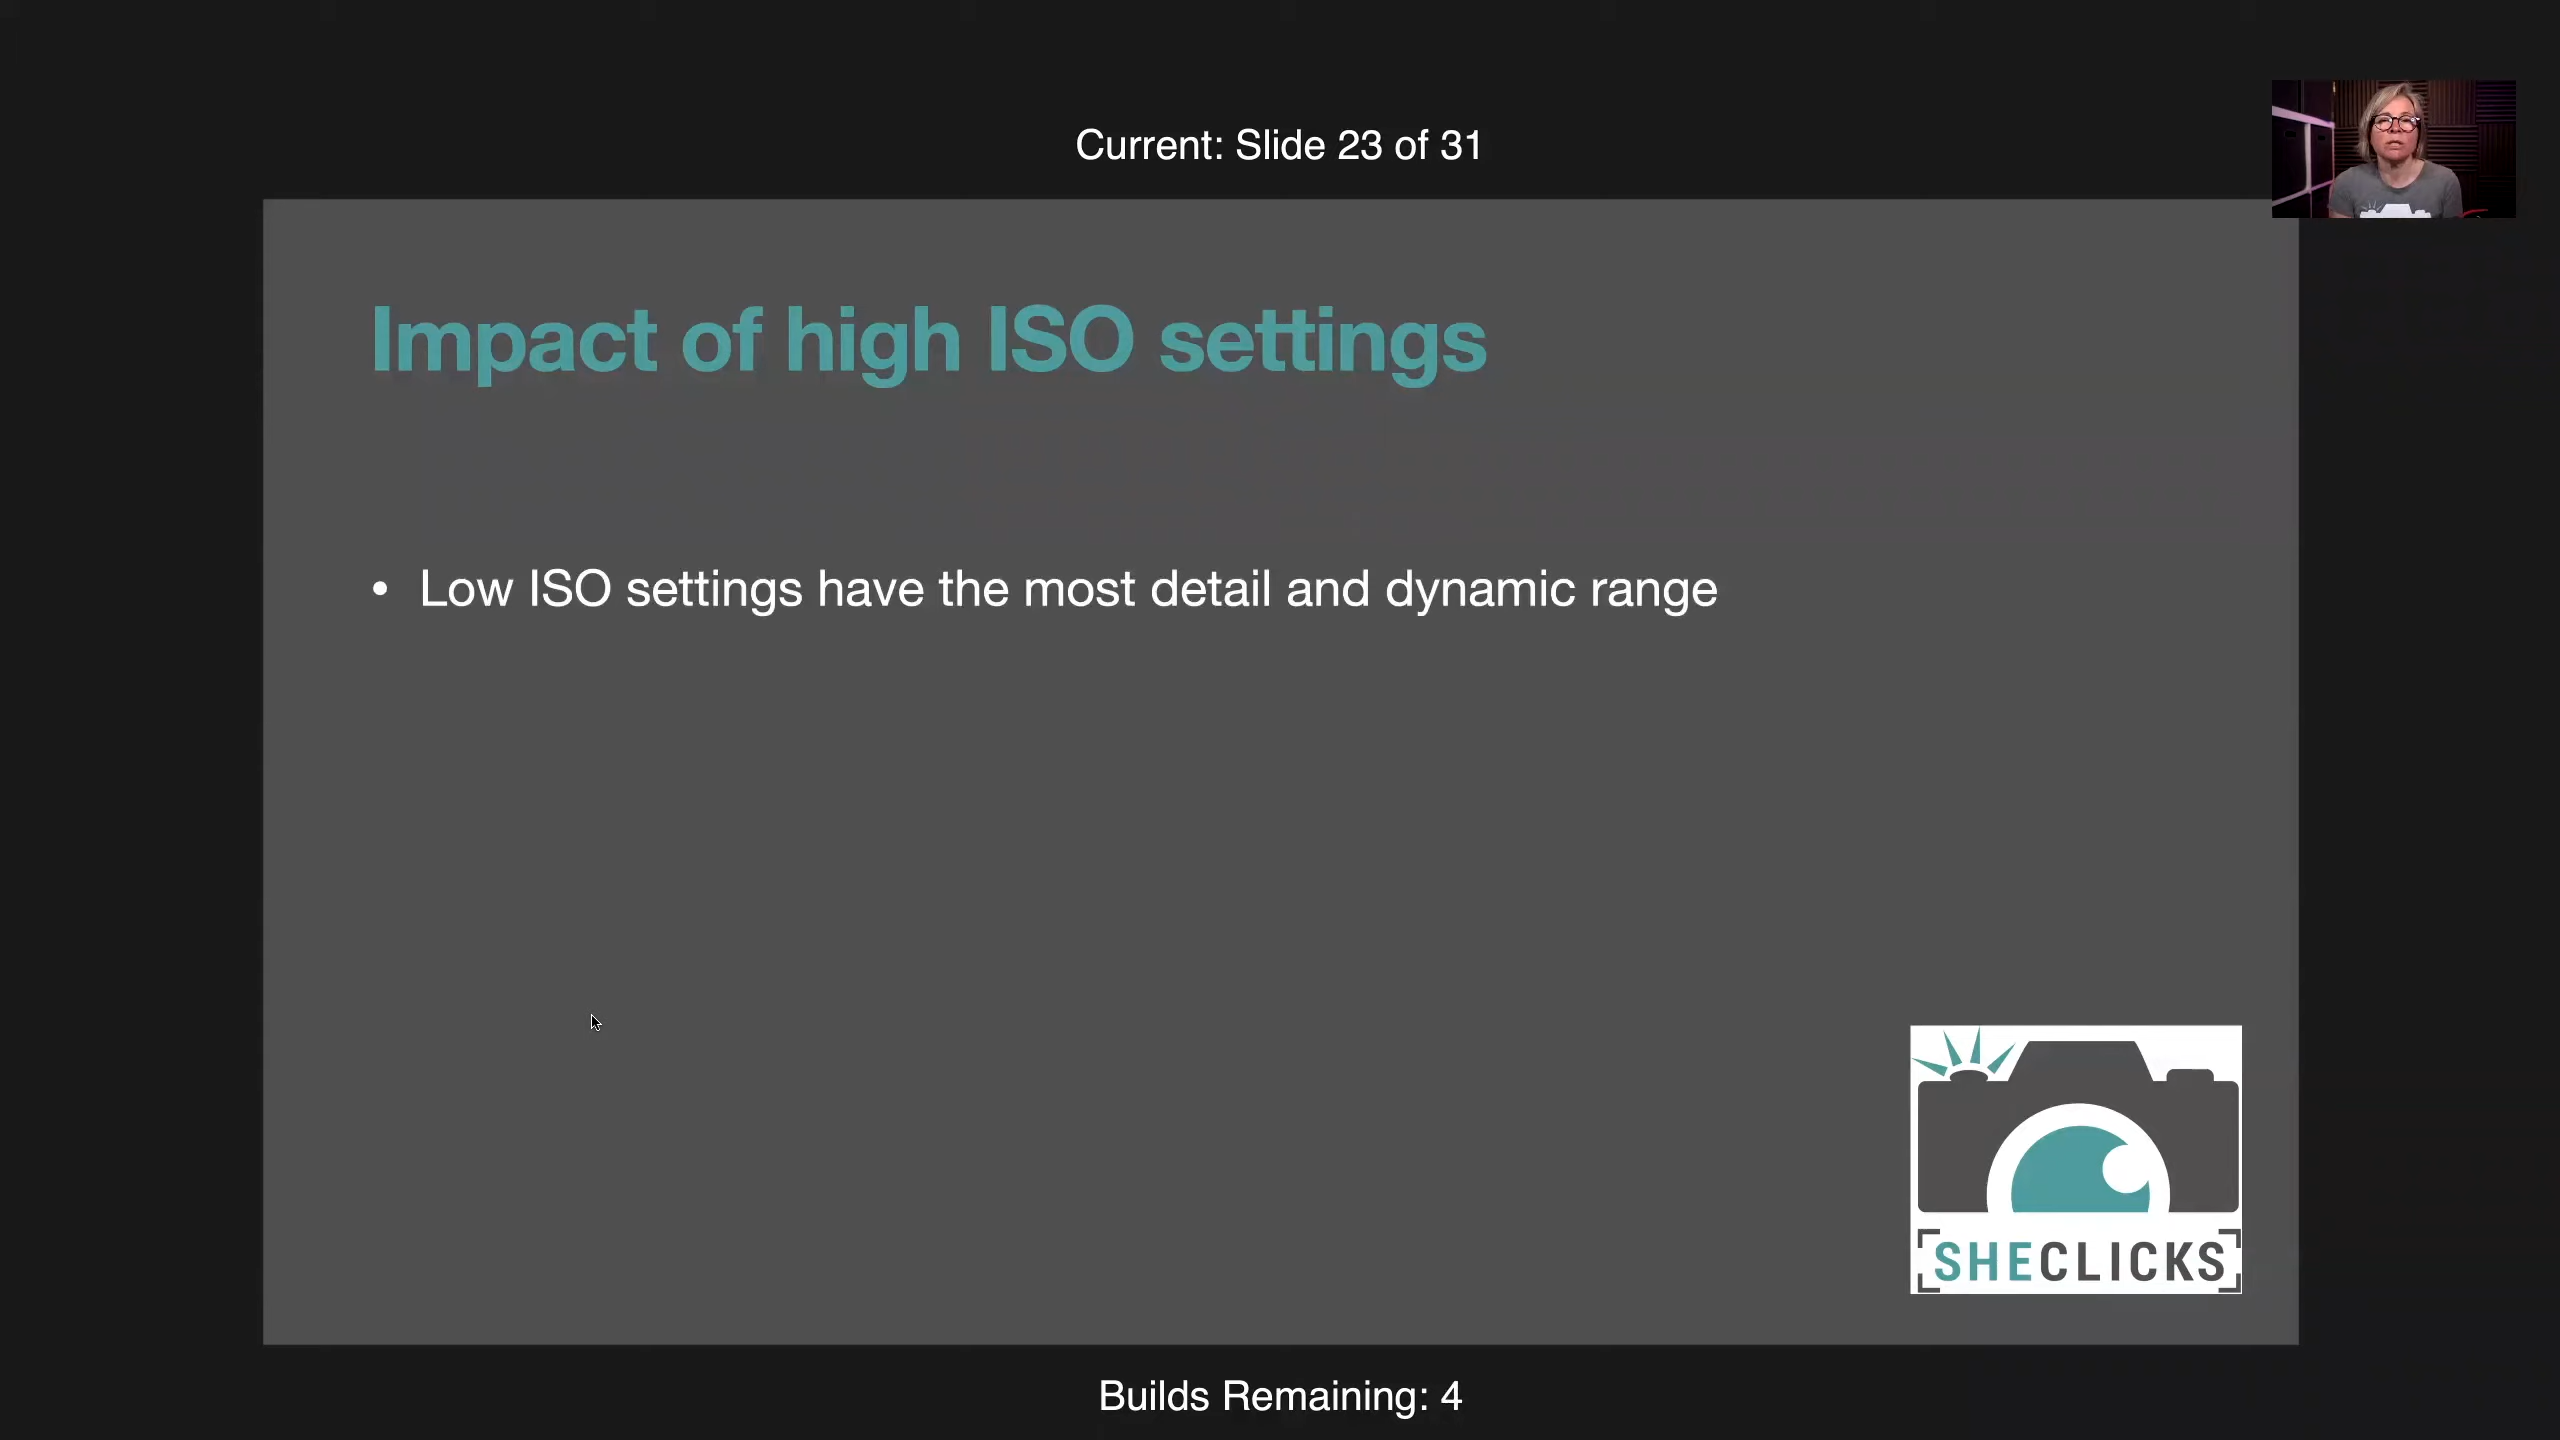 Current: Slide 23 of 31
Impact of high ISO settings
• Low ISO settings have the most detail and dynamic range
SHECLICKS
Builds Remaining: 4